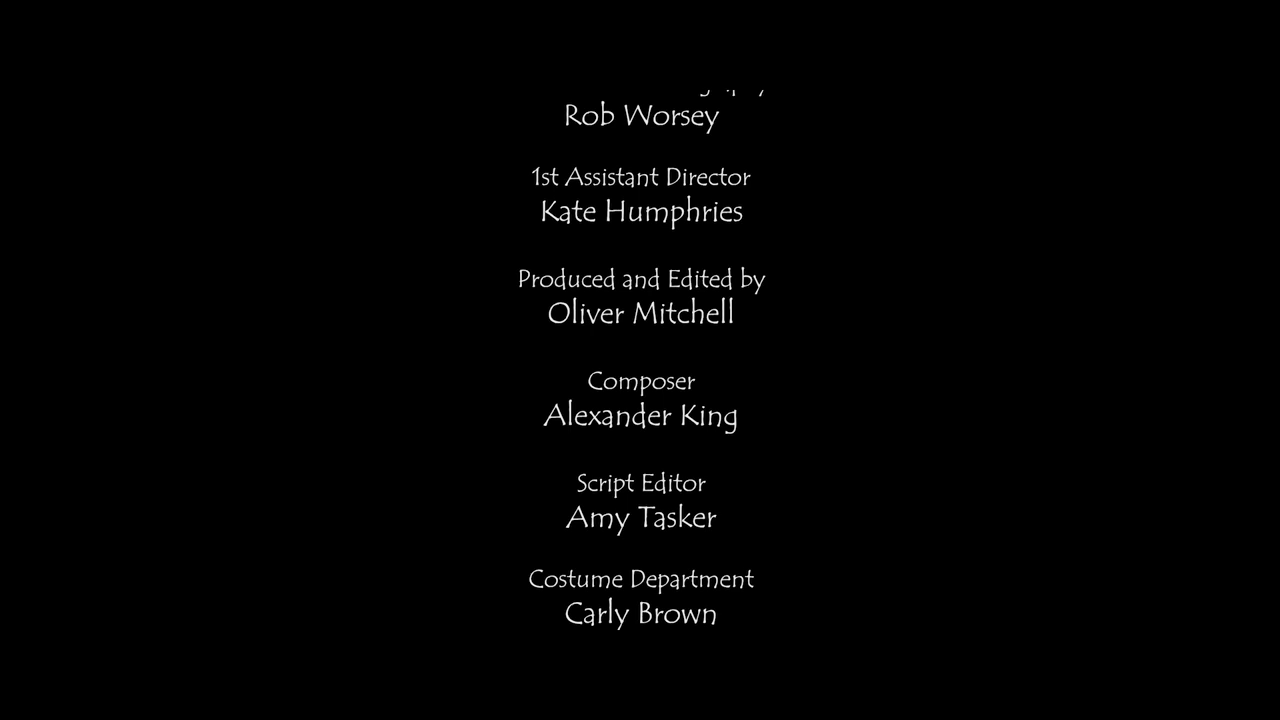 Rob Worsey
1st Assistant Director
Kate Humphries
Produced and Edited by
Oliver Mitchell
Composer
Alexander King
Script Editor
Amy Tasker
Costume Department
Carly Brown